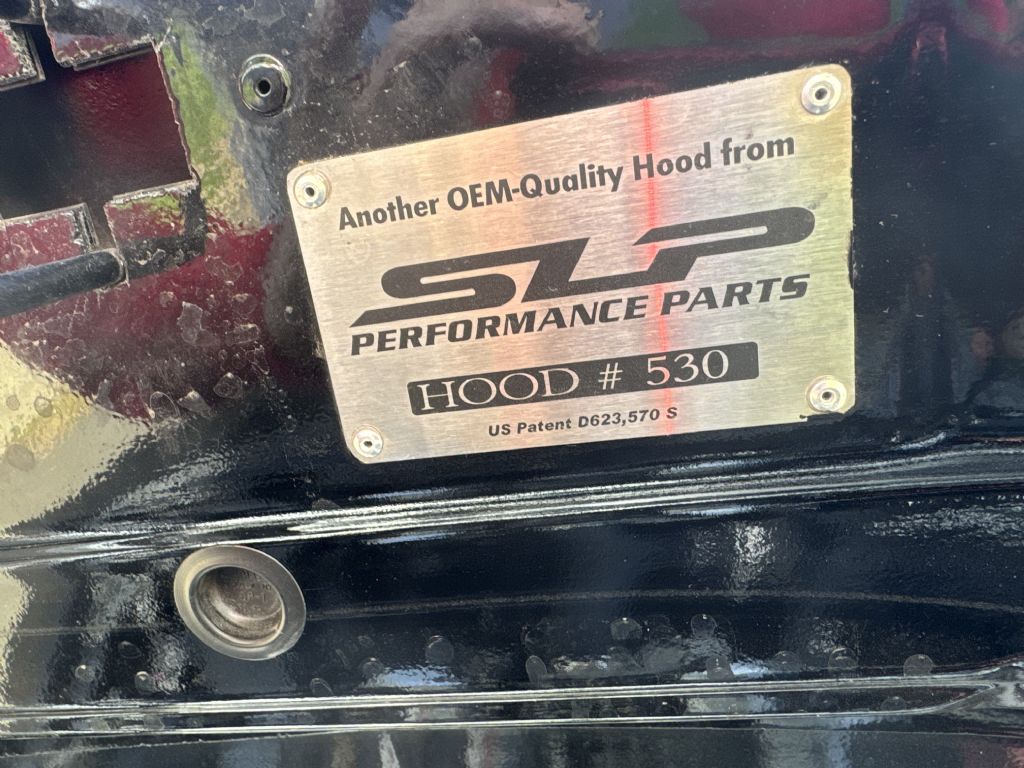 Another OEM-Quality Hood from
SLP
PERFORMANCE PARTS
HOOD # 530
US Patent D623,570 S